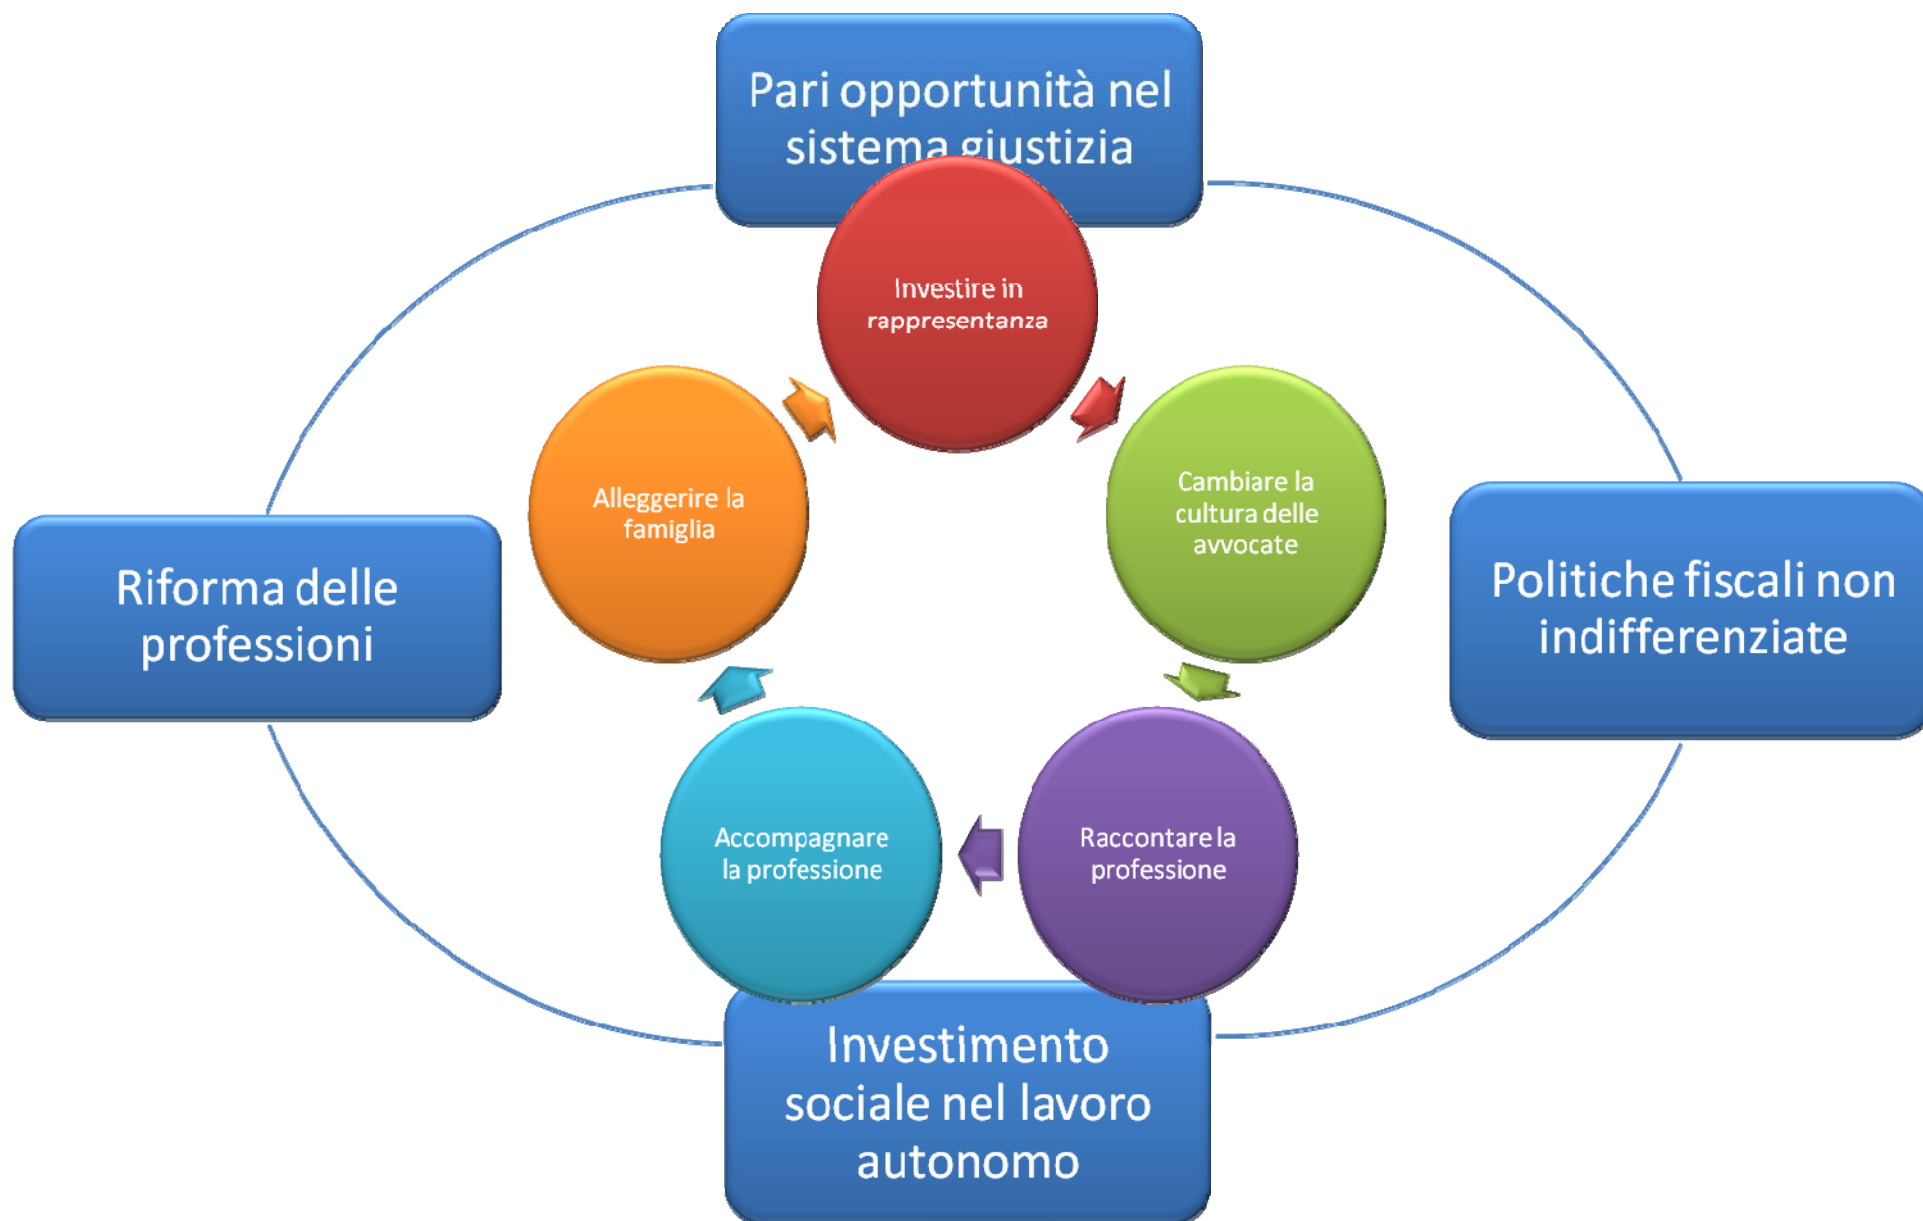 Pari opportunità nel
sistema giustizia
Investire in
rappresentanza
Cambiare la
cultura delle
avvocate
Alleggerire la
famiglia
Riforma delle
professioni
Politiche fiscali non
indifferenziate
Accompagnare
la professione
Raccontare la
professione
Investimento
sociale nel lavoro
autonomo